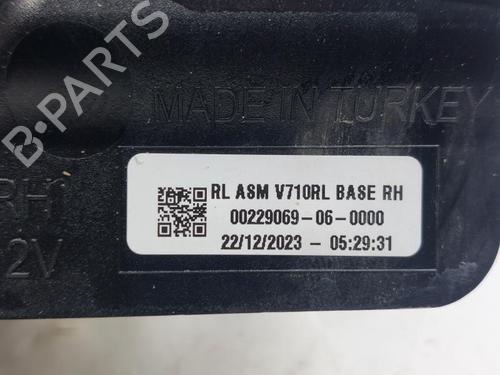 B-PARTS
MADE IN TURKEY
RH
2V
RL ASM V710RL BASE RH
00229069-06-0000
22/12/2023 - 05:29:31